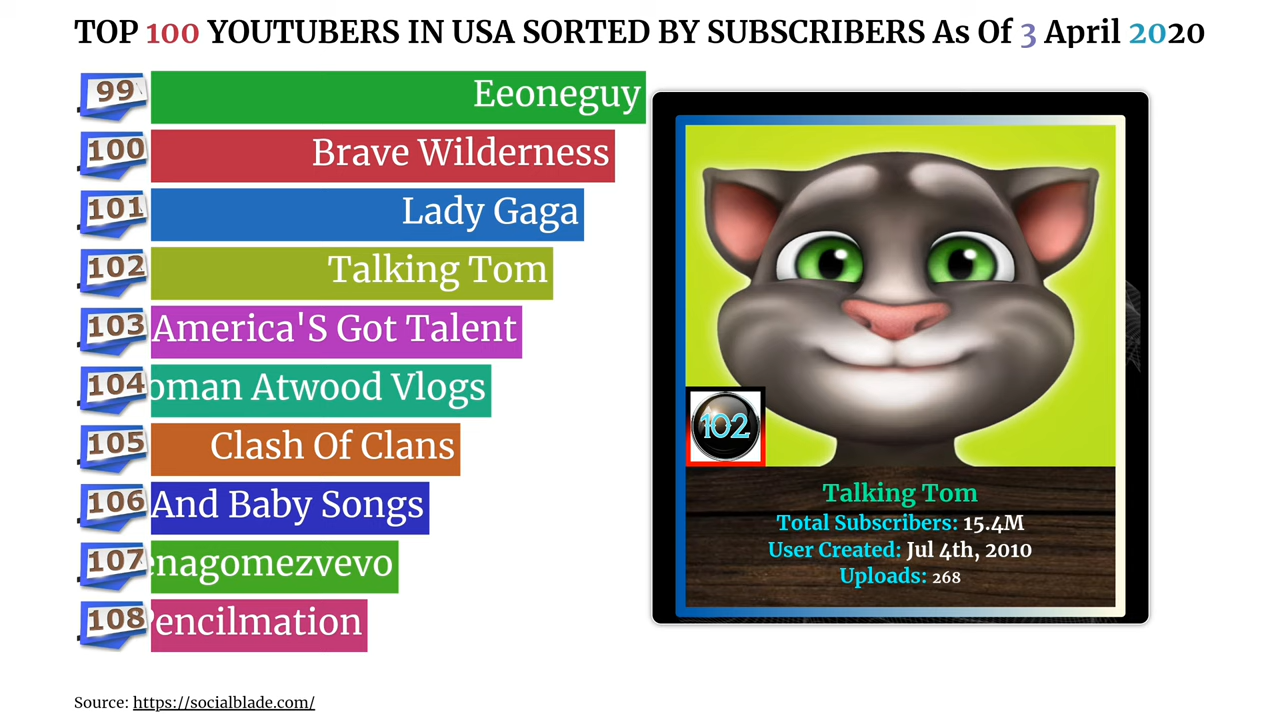 TOP 100 YOUTUBERS IN USA SORTED BY SUBSCRIBERS As Of 3 April 2020
99 Eeoneguy
100 Brave Wilderness
101 Lady Gaga
102 Talking Tom
103 America'S Got Talent
104 oman Atwood Vlogs
105 Clash Of Clans
106 And Baby Songs
107 enagomezvevo
108 Pencilmation
102
Talking Tom
Total Subscribers: 15.4M
User Created: Jul 4th, 2010
Uploads: 268
Source: https://socialblade.com/